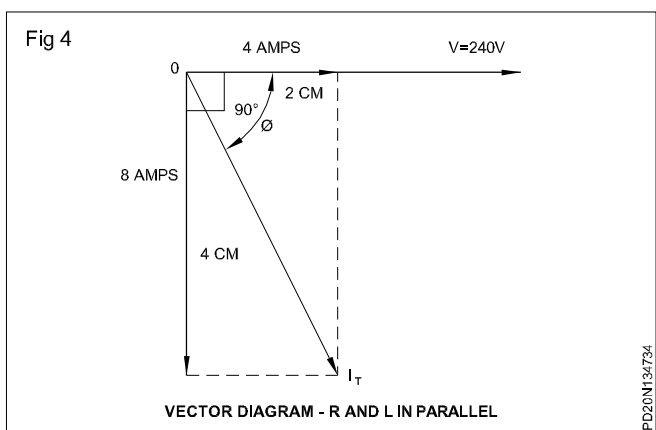 Fig 4
4 AMPS
V=240V
0
2 CM
90°
Ø
8 AMPS
4 CM
I_T
VECTOR DIAGRAM - R AND L IN PARALLEL
PD20N134734